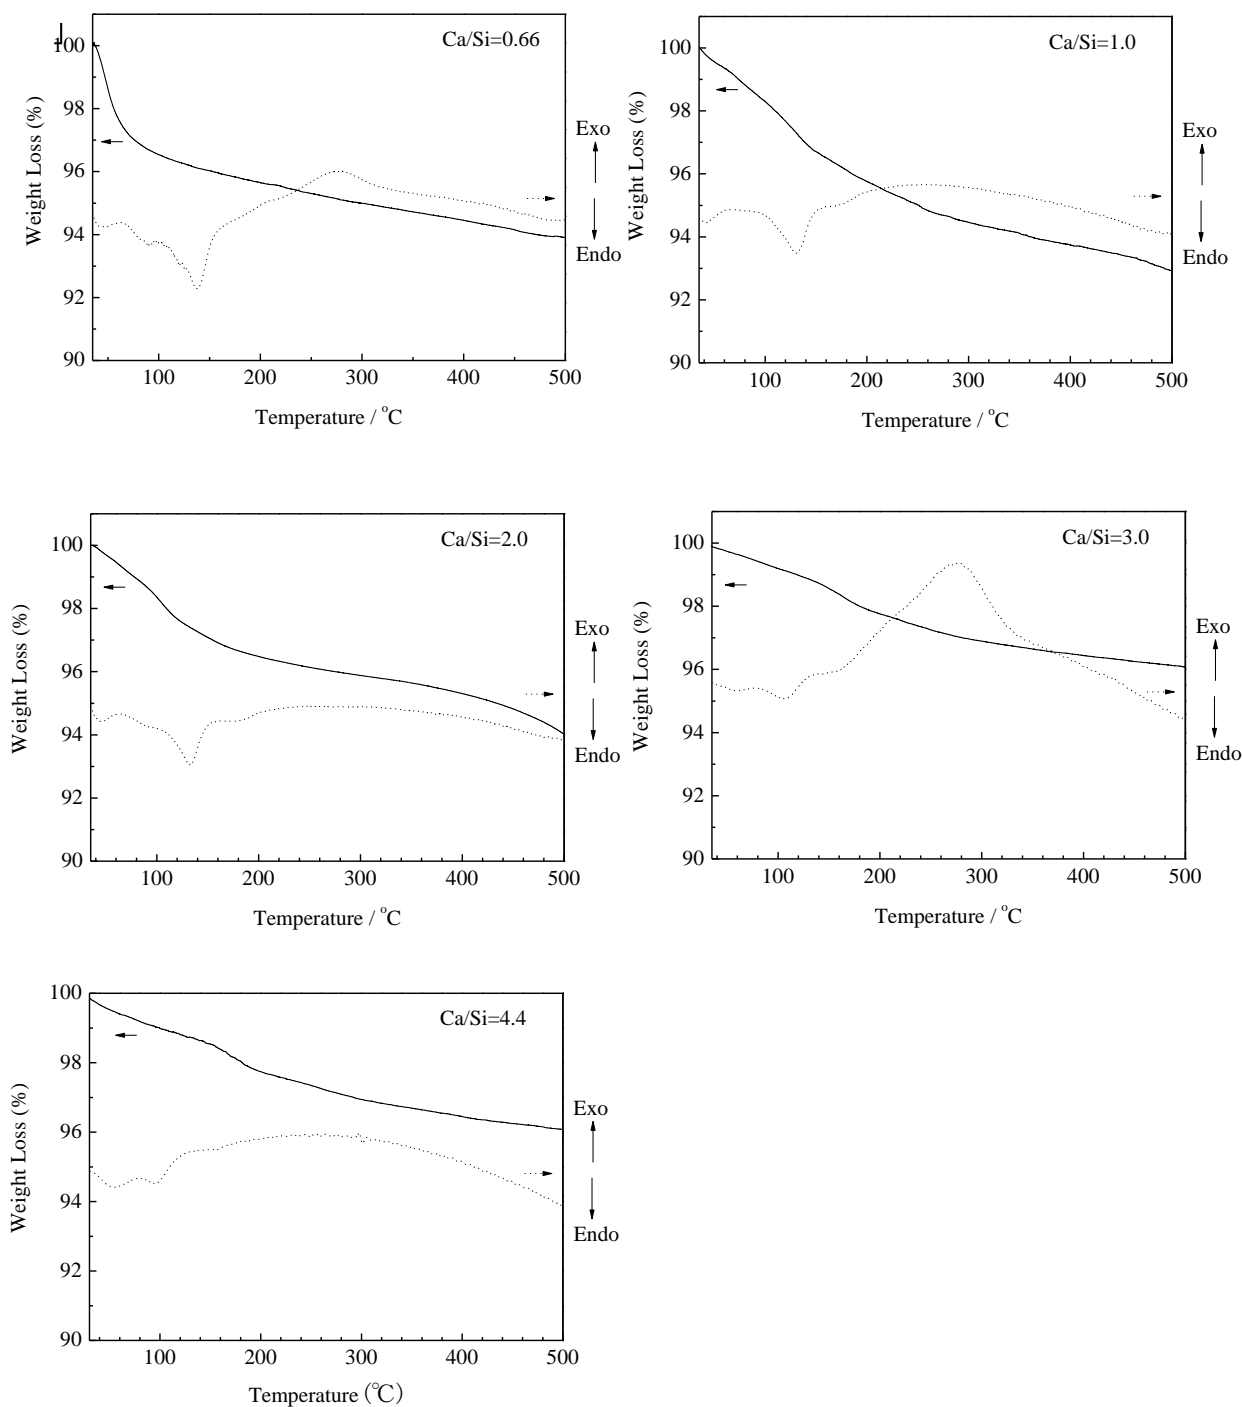 Ca/Si=0.66
100
98
96
94
92
90
Weight Loss (%)
Exo
Endo
100 200 300 400 500
Temperature / °C
Ca/Si=1.0
100
98
96
94
92
90
Weight Loss (%)
Exo
Endo
100 200 300 400 500
Temperature / °C
Ca/Si=2.0
100
98
96
94
92
90
Weight Loss (%)
Exo
Endo
100 200 300 400 500
Temperature / °C
Ca/Si=3.0
100
98
96
94
92
90
Weight Loss (%)
Exo
Endo
100 200 300 400 500
Temperature / °C
Ca/Si=4.4
100
98
96
94
92
90
Weight Loss (%)
Exo
Endo
100 200 300 400 500
Temperature (℃)